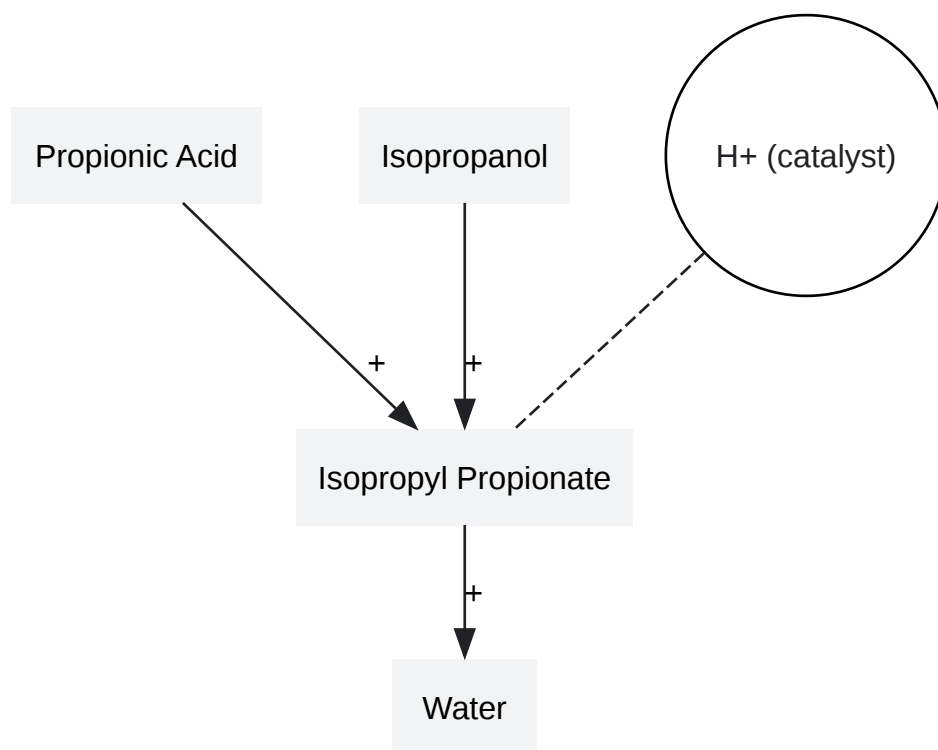 Propionic Acid
Isopropanol
H+ (catalyst)
+
+
Isopropyl Propionate
+
Water